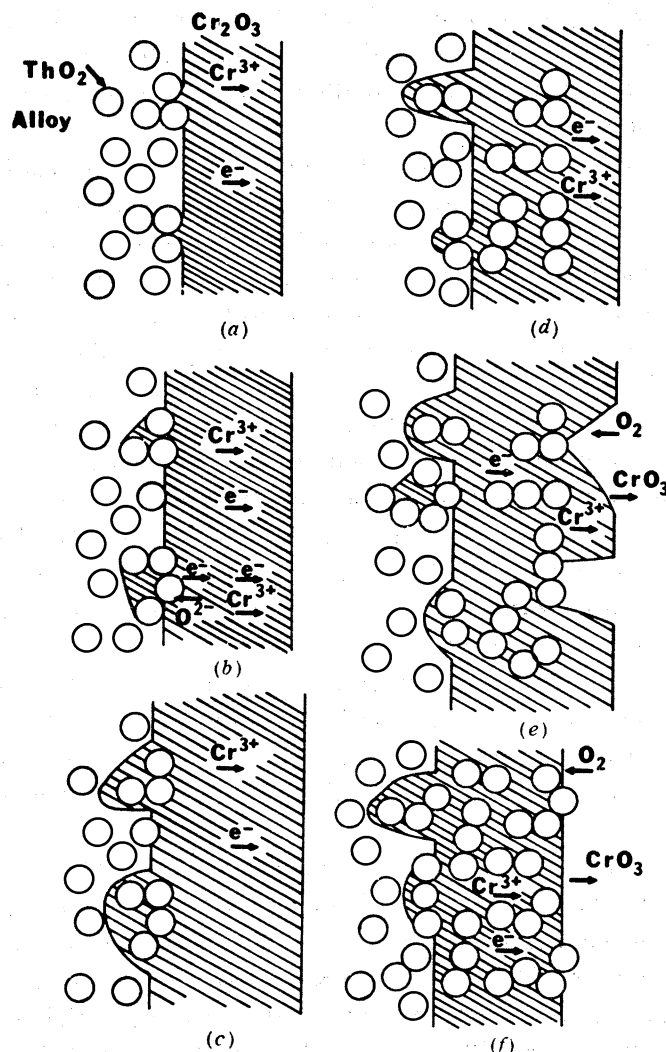 Cr₂O₃
ThO₂
Cr³⁺
Alloy
e⁻
(a)
Cr³⁺
e⁻
e⁻ e⁻
Cr³⁺
O²⁻
(b)
Cr³⁺
e⁻
(c)
e⁻
Cr³⁺
(d)
O₂
e⁻
CrO₃
Cr³⁺
(e)
O₂
CrO₃
Cr³⁺
e⁻
(f)